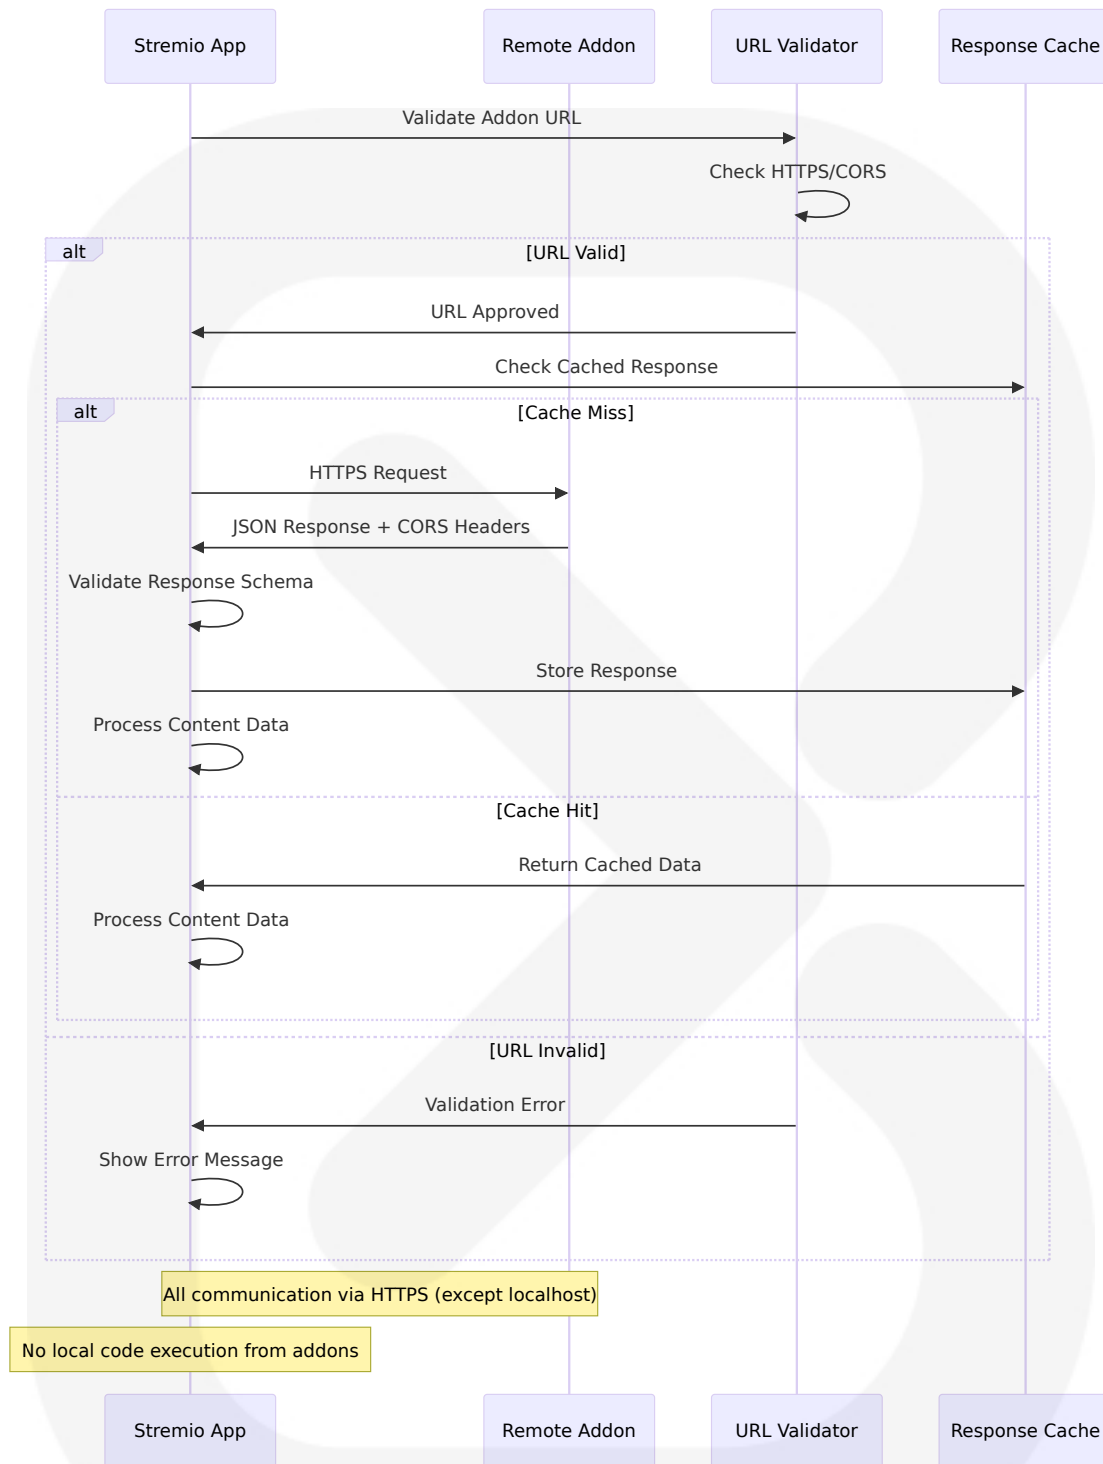 Stremio App
Remote Addon
URL Validator
Response Cache
Validate Addon URL
Check HTTPS/CORS
alt
[URL Valid]
URL Approved
Check Cached Response
alt
[Cache Miss]
HTTPS Request
JSON Response + CORS Headers
Validate Response Schema
Store Response
Process Content Data
[Cache Hit]
Return Cached Data
Process Content Data
[URL Invalid]
Validation Error
Show Error Message
All communication via HTTPS (except localhost)
No local code execution from addons
Stremio App
Remote Addon
URL Validator
Response Cache